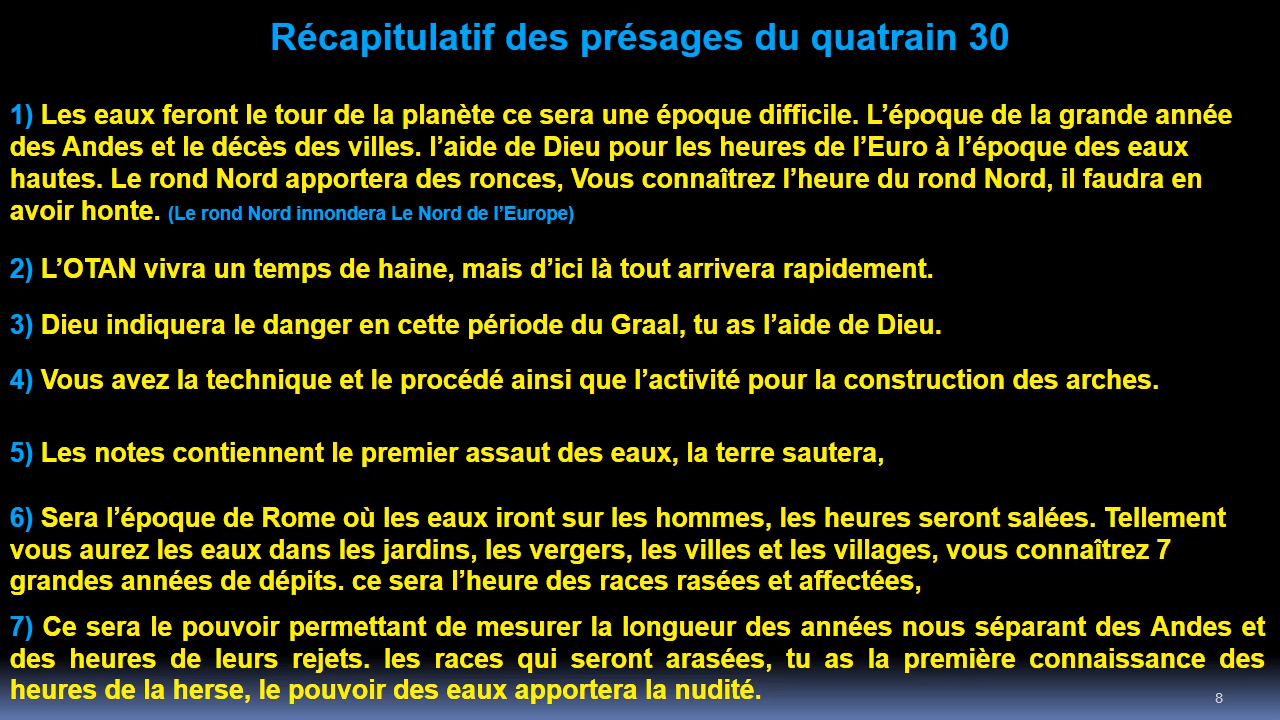 Récapitulatif des présages du quatrain 30
1) Les eaux feront le tour de la planète ce sera une époque difficile. L’époque de la grande année
des Andes et le décès des villes. l’aide de Dieu pour les heures de l’Euro à l’époque des eaux
hautes. Le rond Nord apportera des ronces, Vous connaîtrez l’heure du rond Nord, il faudra en
avoir honte. (Le rond Nord innondera Le Nord de l’Europe)
2) L’OTAN vivra un temps de haine, mais d’ici là tout arrivera rapidement.
3) Dieu indiquera le danger en cette période du Graal, tu as l’aide de Dieu.
4) Vous avez la technique et le procédé ainsi que l’activité pour la construction des arches.
5) Les notes contiennent le premier assaut des eaux, la terre sautera,
6) Sera l’époque de Rome où les eaux iront sur les hommes, les heures seront salées. Tellement
vous aurez les eaux dans les jardins, les vergers, les villes et les villages, vous connaîtrez 7
grandes années de dépits. ce sera l’heure des races rasées et affectées,
7) Ce sera le pouvoir permettant de mesurer la longueur des années nous séparant des Andes et
des heures de leurs rejets. les races qui seront arasées, tu as la première connaissance des
heures de la herse, le pouvoir des eaux apportera la nudité.
8